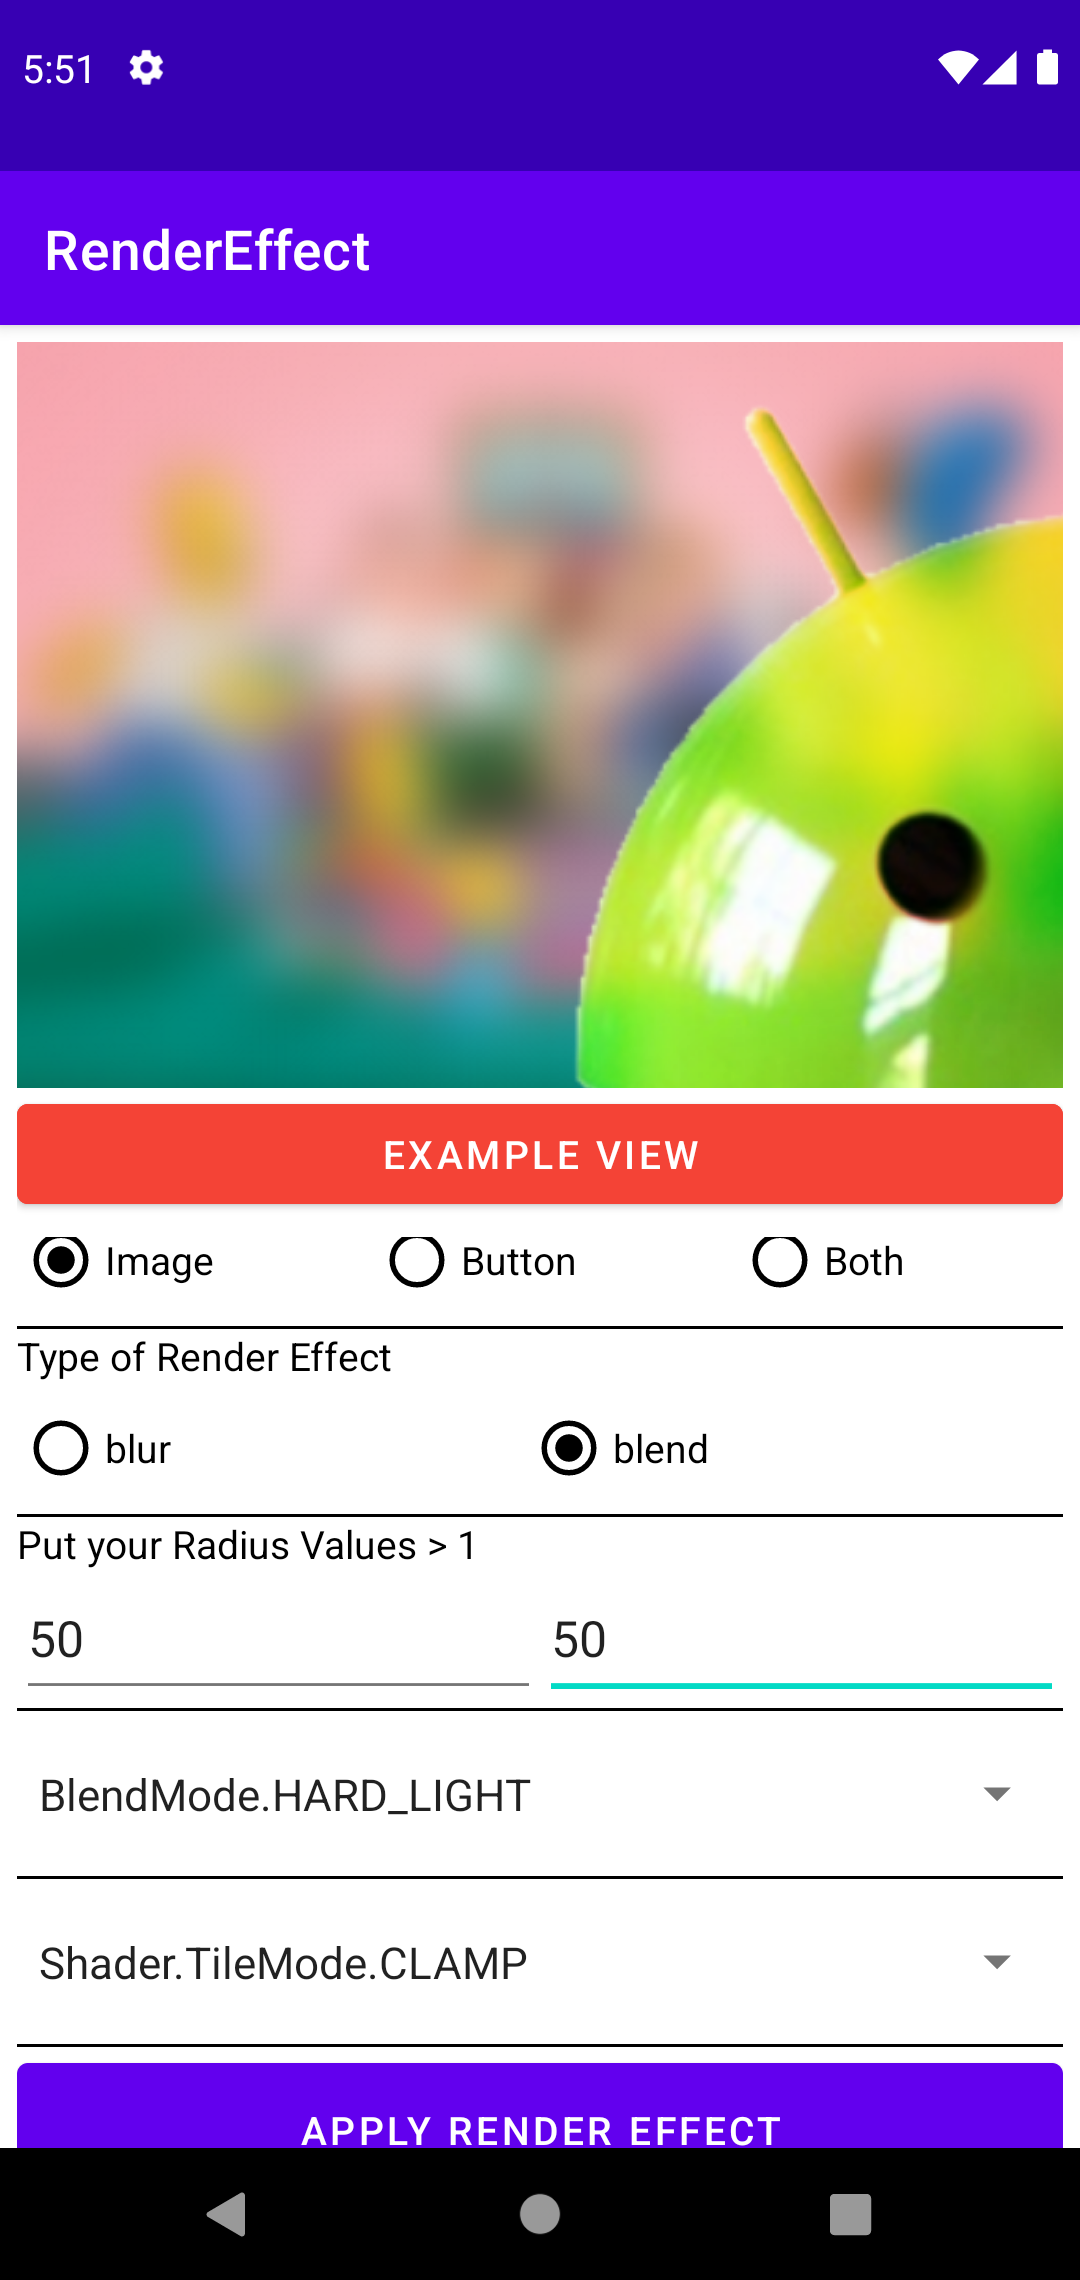 5:51
RenderEffect
EXAMPLE VIEW
Image Button Both
Type of Render Effect
blur blend
Put your Radius Values > 1
50 50
BlendMode.HARD_LIGHT
Shader.TileMode.CLAMP
APPLY RENDER EFFECT